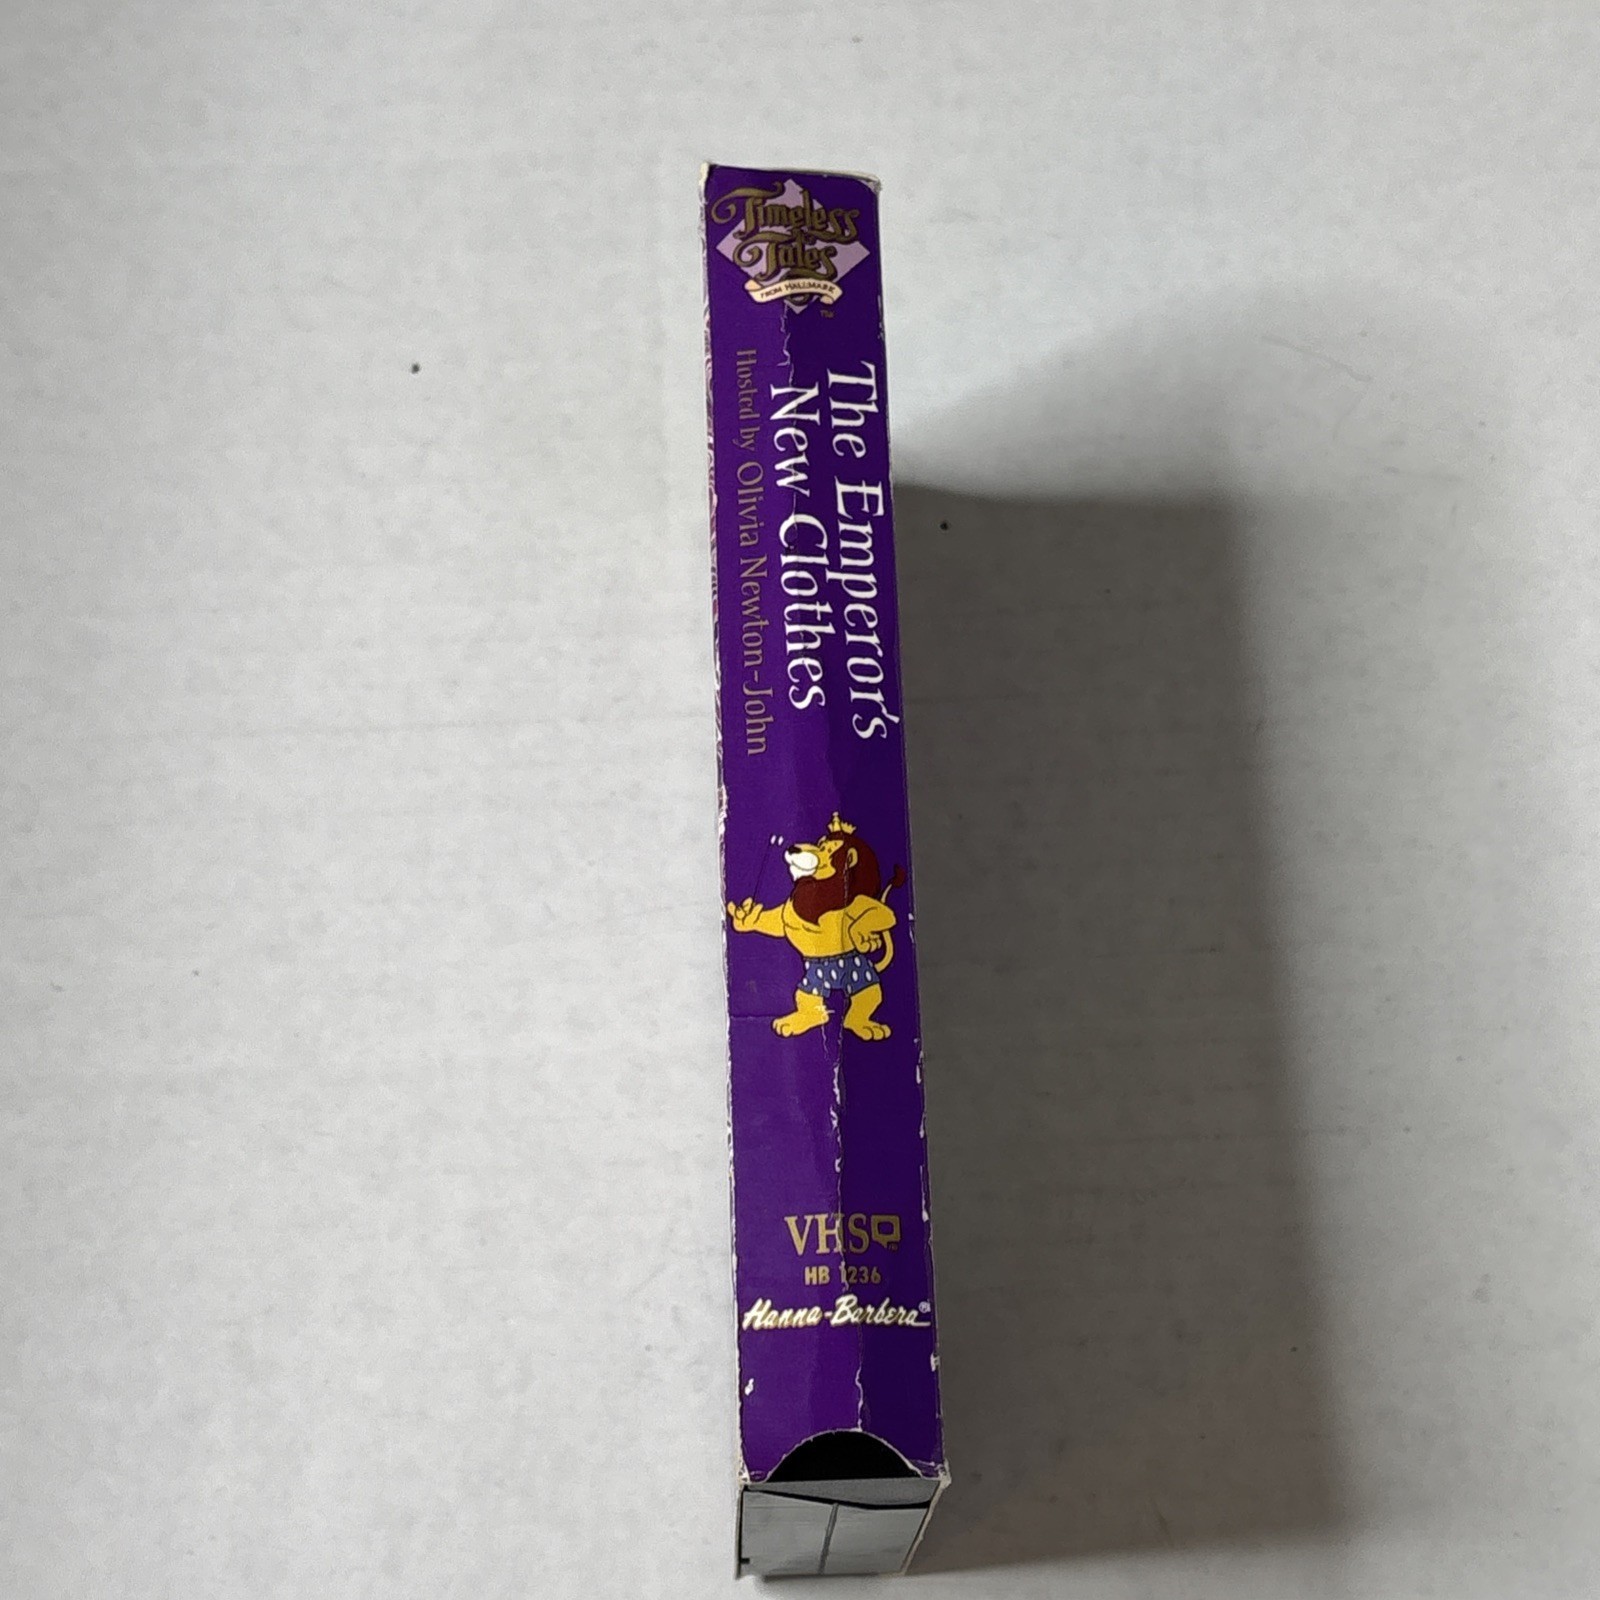 Timeless
Tales
FROM HALLMARK
TM
The Emperor's
New Clothes
Hosted by Olivia Newton-John
VHS
HB 1236
Hanna-Barbera®